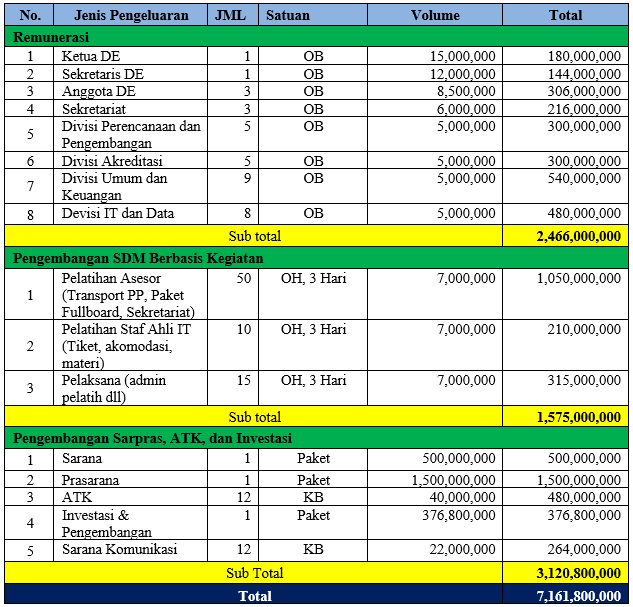 No. Jenis Pengeluaran JML Satuan Volume Total
Remunerasi
1 Ketua DE 1 OB 15,000,000 180,000,000
2 Sekretaris DE 1 OB 12,000,000 144,000,000
3 Anggota DE 3 OB 8,500,000 306,000,000
4 Sekretariat 3 OB 6,000,000 216,000,000
5 Divisi Perencanaan dan 5 OB 5,000,000 300,000,000
Pengembangan
6 Divisi Akreditasi 5 OB 5,000,000 300,000,000
7 Divisi Umum dan 9 OB 5,000,000 540,000,000
Keuangan
8 Devisi IT dan Data 8 OB 5,000,000 480,000,000
Sub total 2,466,000,000
Pengembangan SDM Berbasis Kegiatan
1 Pelatihan Asesor 50 OH, 3 Hari 7,000,000 1,050,000,000
(Transport PP, Paket
Fullboard, Sekretariat)
2 Pelatihan Staf Ahli IT 10 OH, 3 Hari 7,000,000 210,000,000
(Tiket, akomodasi,
materi)
3 Pelaksana (admin 15 OH, 3 Hari 7,000,000 315,000,000
pelatih dll)
Sub total 1,575,000,000
Pengembangan Sarpras, ATK, dan Investasi
1 Sarana 1 Paket 500,000,000 500,000,000
2 Prasarana 1 Paket 1,500,000,000 1,500,000,000
3 ATK 12 KB 40,000,000 480,000,000
4 Investasi & 1 Paket 376,800,000 376,800,000
Pengembangan
5 Sarana Komunikasi 12 KB 22,000,000 264,000,000
Sub Total 3,120,800,000
Total 7,161,800,000